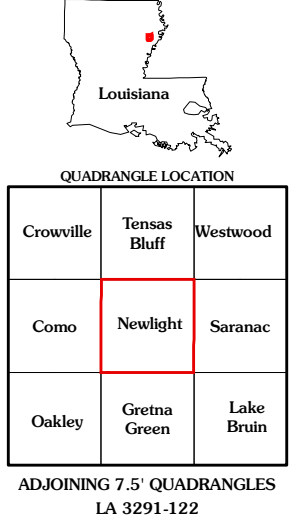 Louisiana
QUADRANGLE LOCATION
Crowville
Tensas
Bluff
Westwood
Como
Newlight
Saranac
Oakley
Gretna
Green
Lake
Bruin
ADJOINING 7.5' QUADRANGLES
LA 3291-122